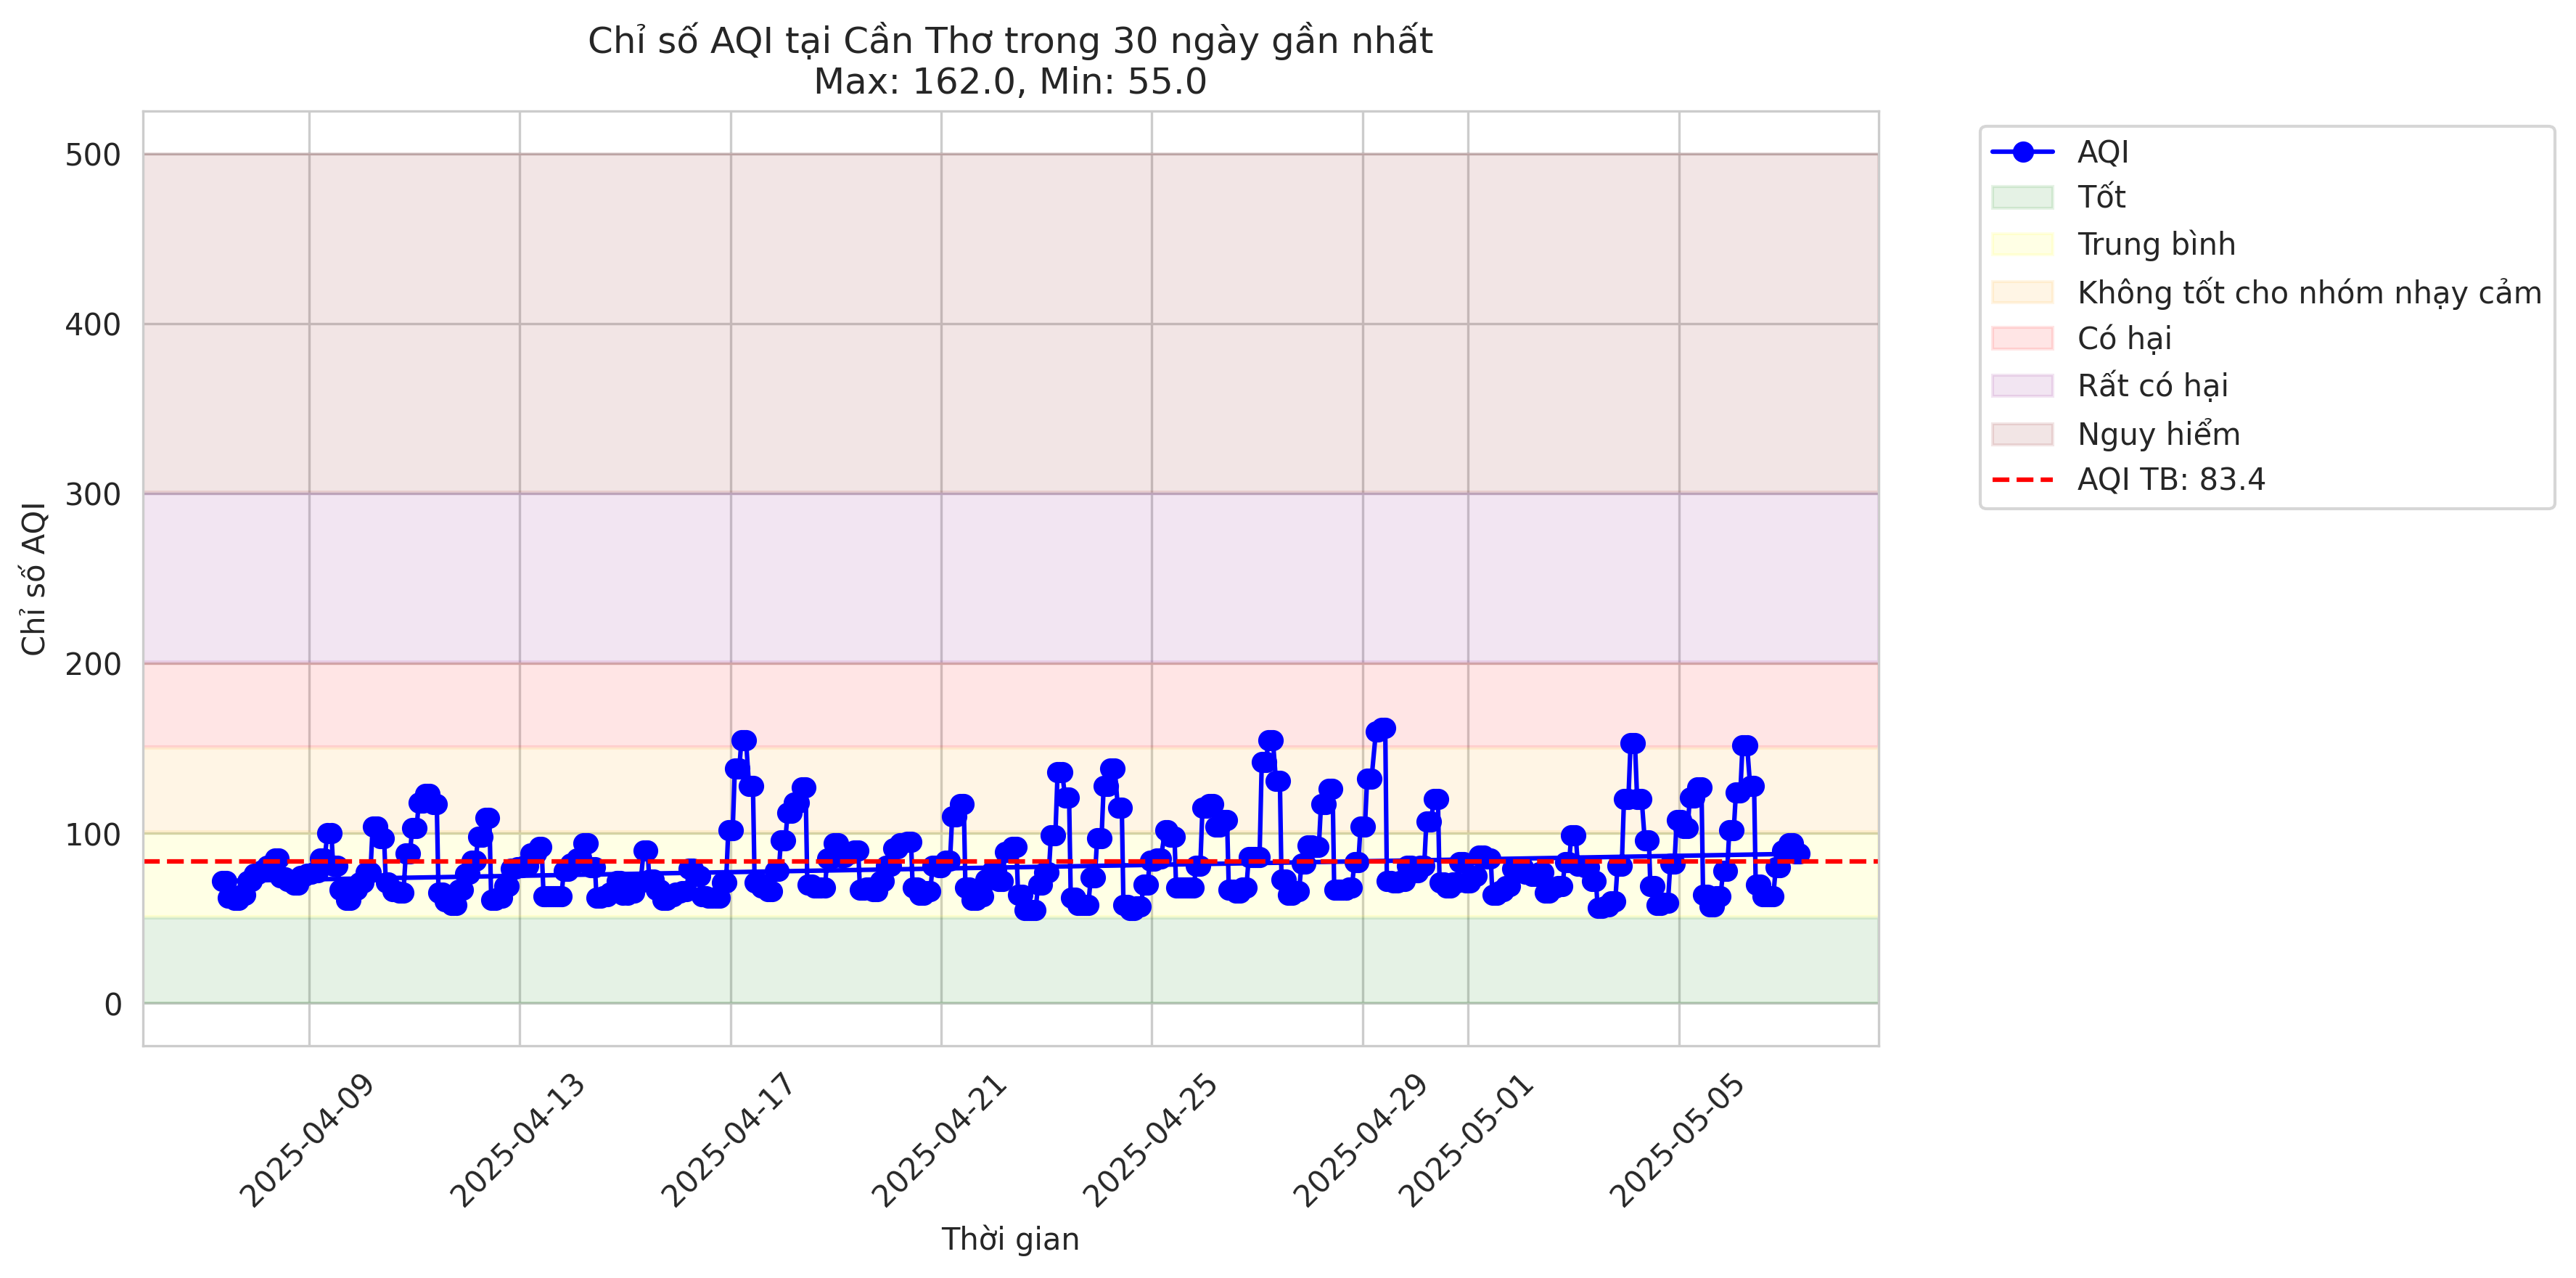 Chỉ số AQI tại Cần Thơ trong 30 ngày gần nhất
Max: 162.0, Min: 55.0
Chỉ số AQI
500
400
300
200
100
0
2025-04-09
2025-04-13
2025-04-17
2025-04-21
2025-04-25
2025-04-29
2025-05-01
2025-05-05
Thời gian
AQI
Tốt
Trung bình
Không tốt cho nhóm nhạy cảm
Có hại
Rất có hại
Nguy hiểm
AQI TB: 83.4